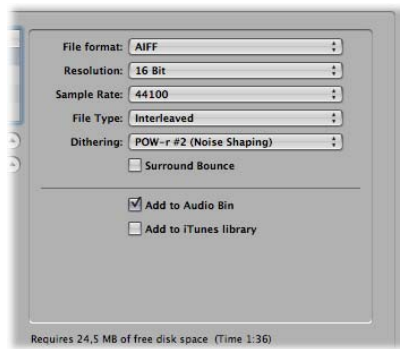 File format: AIFF
Resolution: 16 Bit
Sample Rate: 44100
File Type: Interleaved
Dithering: POW-r #2 (Noise Shaping)
Surround Bounce
Add to Audio Bin
Add to iTunes library
Requires 24,5 MB of free disk space (Time 1:36)